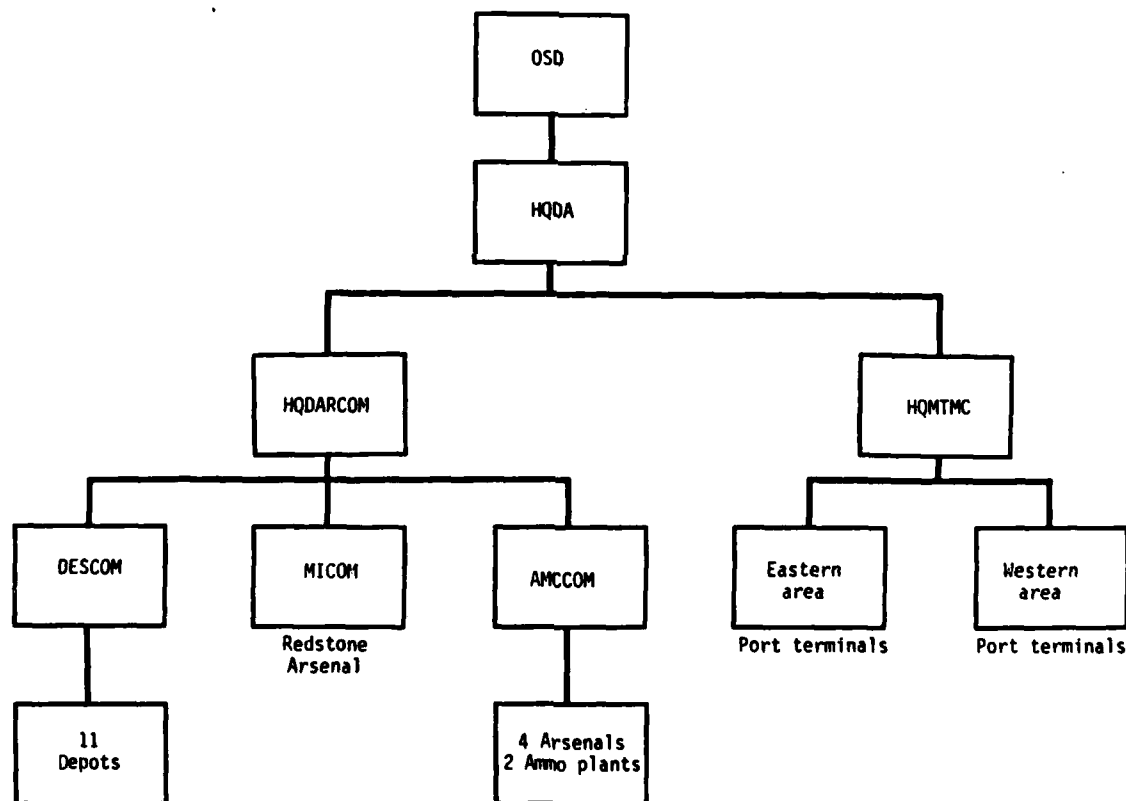 OSD
HQDA
HQDARCOM
HQMTMC
DESCOM
MICOM
AMCCOM
Eastern
area
Western
area
Redstone
Arsenal
Port terminals
Port terminals
11
Depots
4 Arsenals
2 Ammo plants